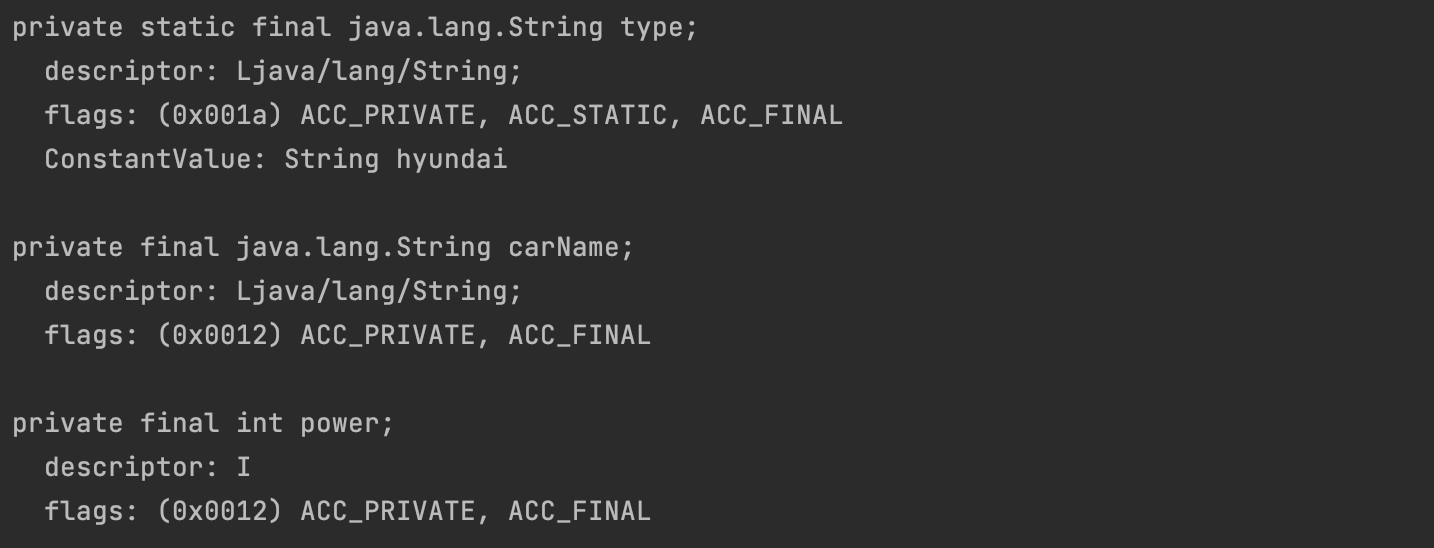 private static final java.lang.String type;
  descriptor: Ljava/lang/String;
  flags: (0x001a) ACC_PRIVATE, ACC_STATIC, ACC_FINAL
  ConstantValue: String hyundai

private final java.lang.String carName;
  descriptor: Ljava/lang/String;
  flags: (0x0012) ACC_PRIVATE, ACC_FINAL

private final int power;
  descriptor: I
  flags: (0x0012) ACC_PRIVATE, ACC_FINAL